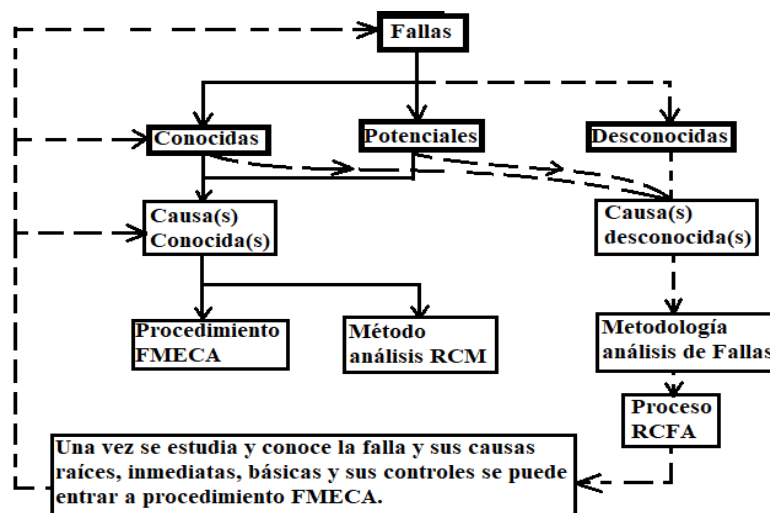 Fallas
Conocidas
Potenciales
Desconocidas
Causa(s)
Conocida(s)
Causa(s)
desconocida(s)
Procedimiento
FMECA
Método
análisis RCM
Metodología
análisis de Fallas
Proceso
RCFA
Una vez se estudia y conoce la falla y sus causas
raíces, inmediatas, básicas y sus controles se puede
entrar a procedimiento FMECA.